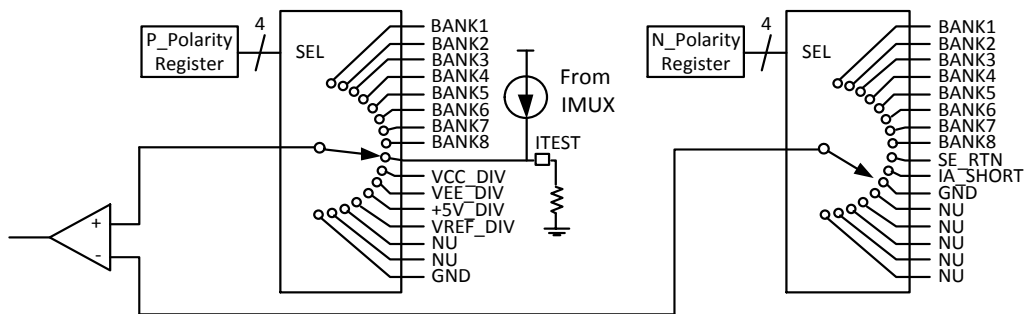 P_Polarity
Register
4
SEL
BANK1
BANK2
BANK3
BANK4
BANK5
BANK6
BANK7
BANK8
ITEST
VCC_DIV
VEE_DIV
+5V_DIV
VREF_DIV
NU
NU
GND
From
IMUX
+
-
N_Polarity
Register
4
SEL
BANK1
BANK2
BANK3
BANK4
BANK5
BANK6
BANK7
BANK8
SE_RTN
IA_SHORT
GND
NU
NU
NU
NU
NU